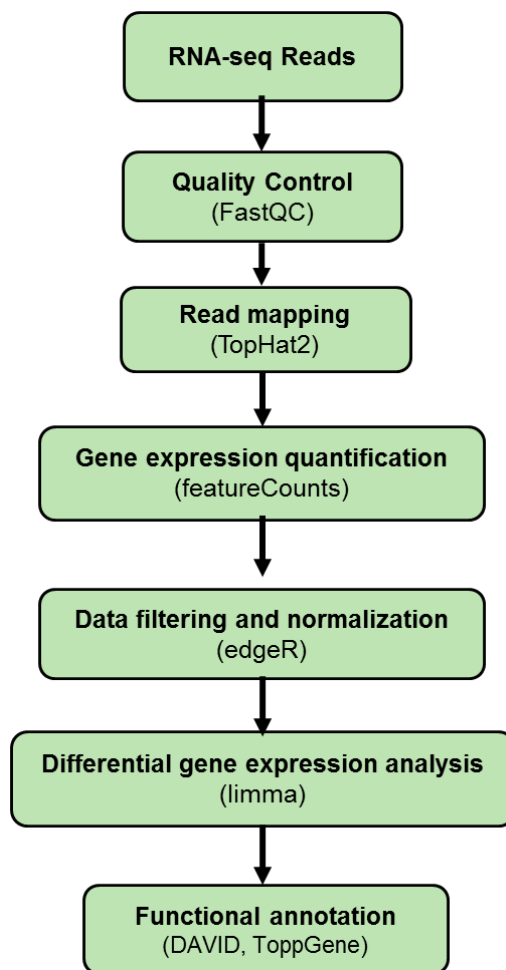 RNA-seq Reads
Quality Control
(FastQC)
Read mapping
(TopHat2)
Gene expression quantification
(featureCounts)
Data filtering and normalization
(edgeR)
Differential gene expression analysis
(limma)
Functional annotation
(DAVID, ToppGene)